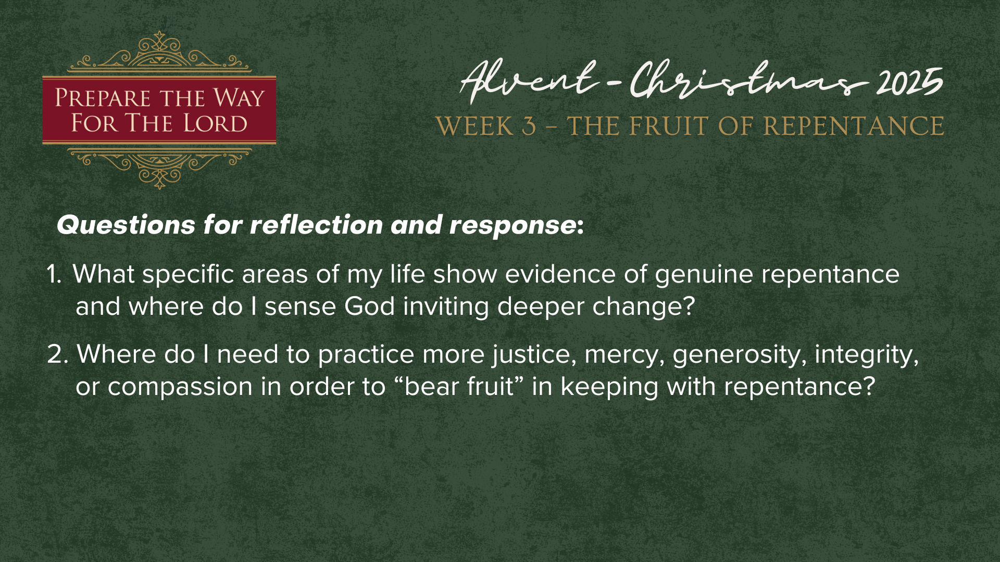 PREPARE THE WAY
FOR THE LORD
Advent - Christmas 2025
WEEK 3 – THE FRUIT OF REPENTANCE
Questions for reflection and response:
1. What specific areas of my life show evidence of genuine repentance
and where do I sense God inviting deeper change?
2. Where do I need to practice more justice, mercy, generosity, integrity,
or compassion in order to “bear fruit” in keeping with repentance?